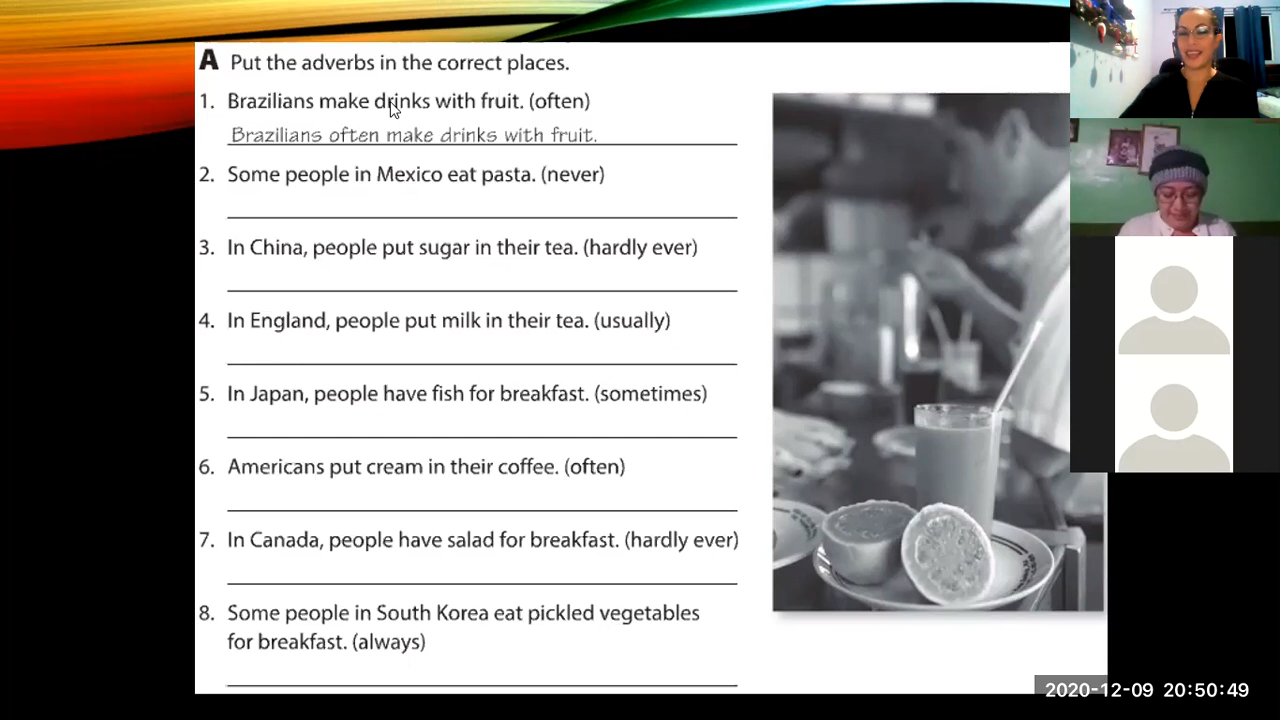 A Put the adverbs in the correct places.
1. Brazilians make drinks with fruit. (often)
Brazilians often make drinks with fruit.
2. Some people in Mexico eat pasta. (never)
3. In China, people put sugar in their tea. (hardly ever)
4. In England, people put milk in their tea. (usually)
5. In Japan, people have fish for breakfast. (sometimes)
6. Americans put cream in their coffee. (often)
7. In Canada, people have salad for breakfast. (hardly ever)
8. Some people in South Korea eat pickled vegetables
for breakfast. (always)
2020-12-09 20:50:49